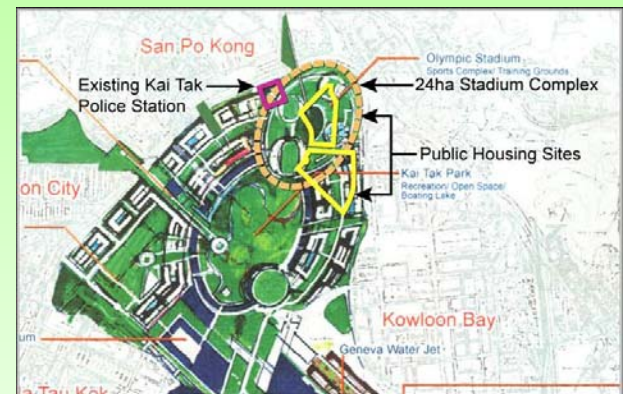 San Po Kong
Olympic Stadium
Sports Complex/ Training Grounds
Existing Kai Tak
Police Station
24ha Stadium Complex
Public Housing Sites
on City
Kai Tak Park
Recreation/ Open Space/
Boating Lake
Kowloon Bay
um
Geneva Water Jet
a Tau Kok